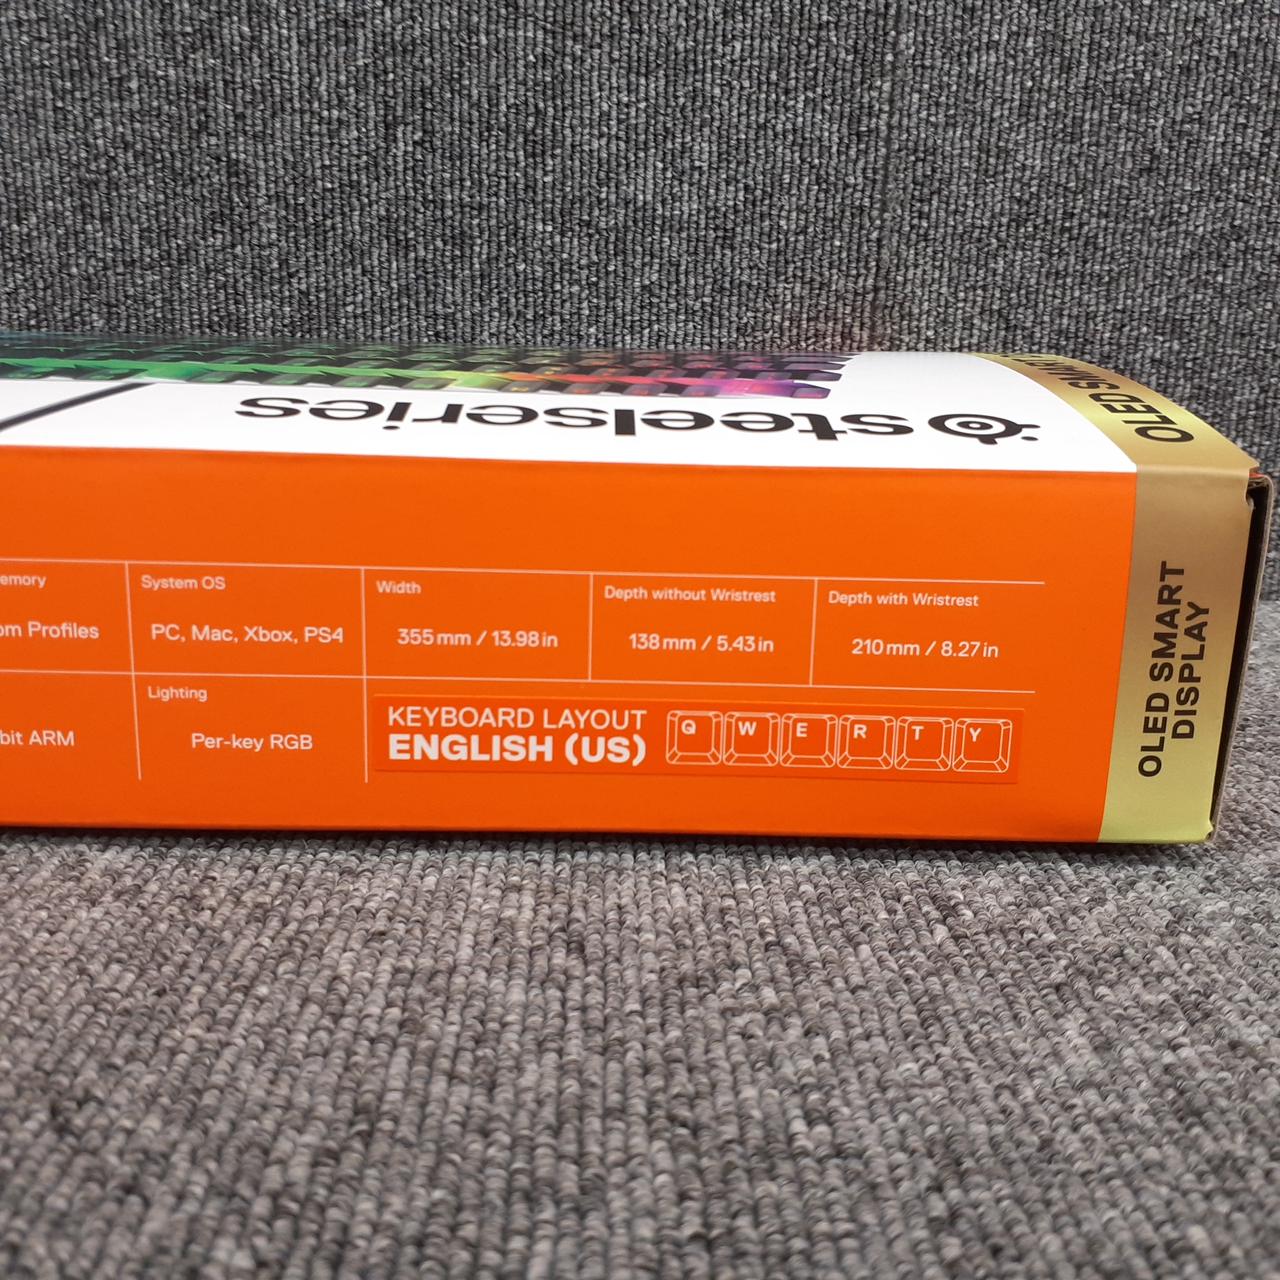 steelseries
OLED SMART
emory
om Profiles
System OS
PC, Mac, Xbox, PS4
Width
355 mm / 13.98 in
Depth without Wristrest
138 mm / 5.43 in
Depth with Wristrest
210 mm / 8.27 in
bit ARM
Lighting
Per-key RGB
KEYBOARD LAYOUT
ENGLISH (US)
Q W E R T Y
OLED SMART
DISPLAY